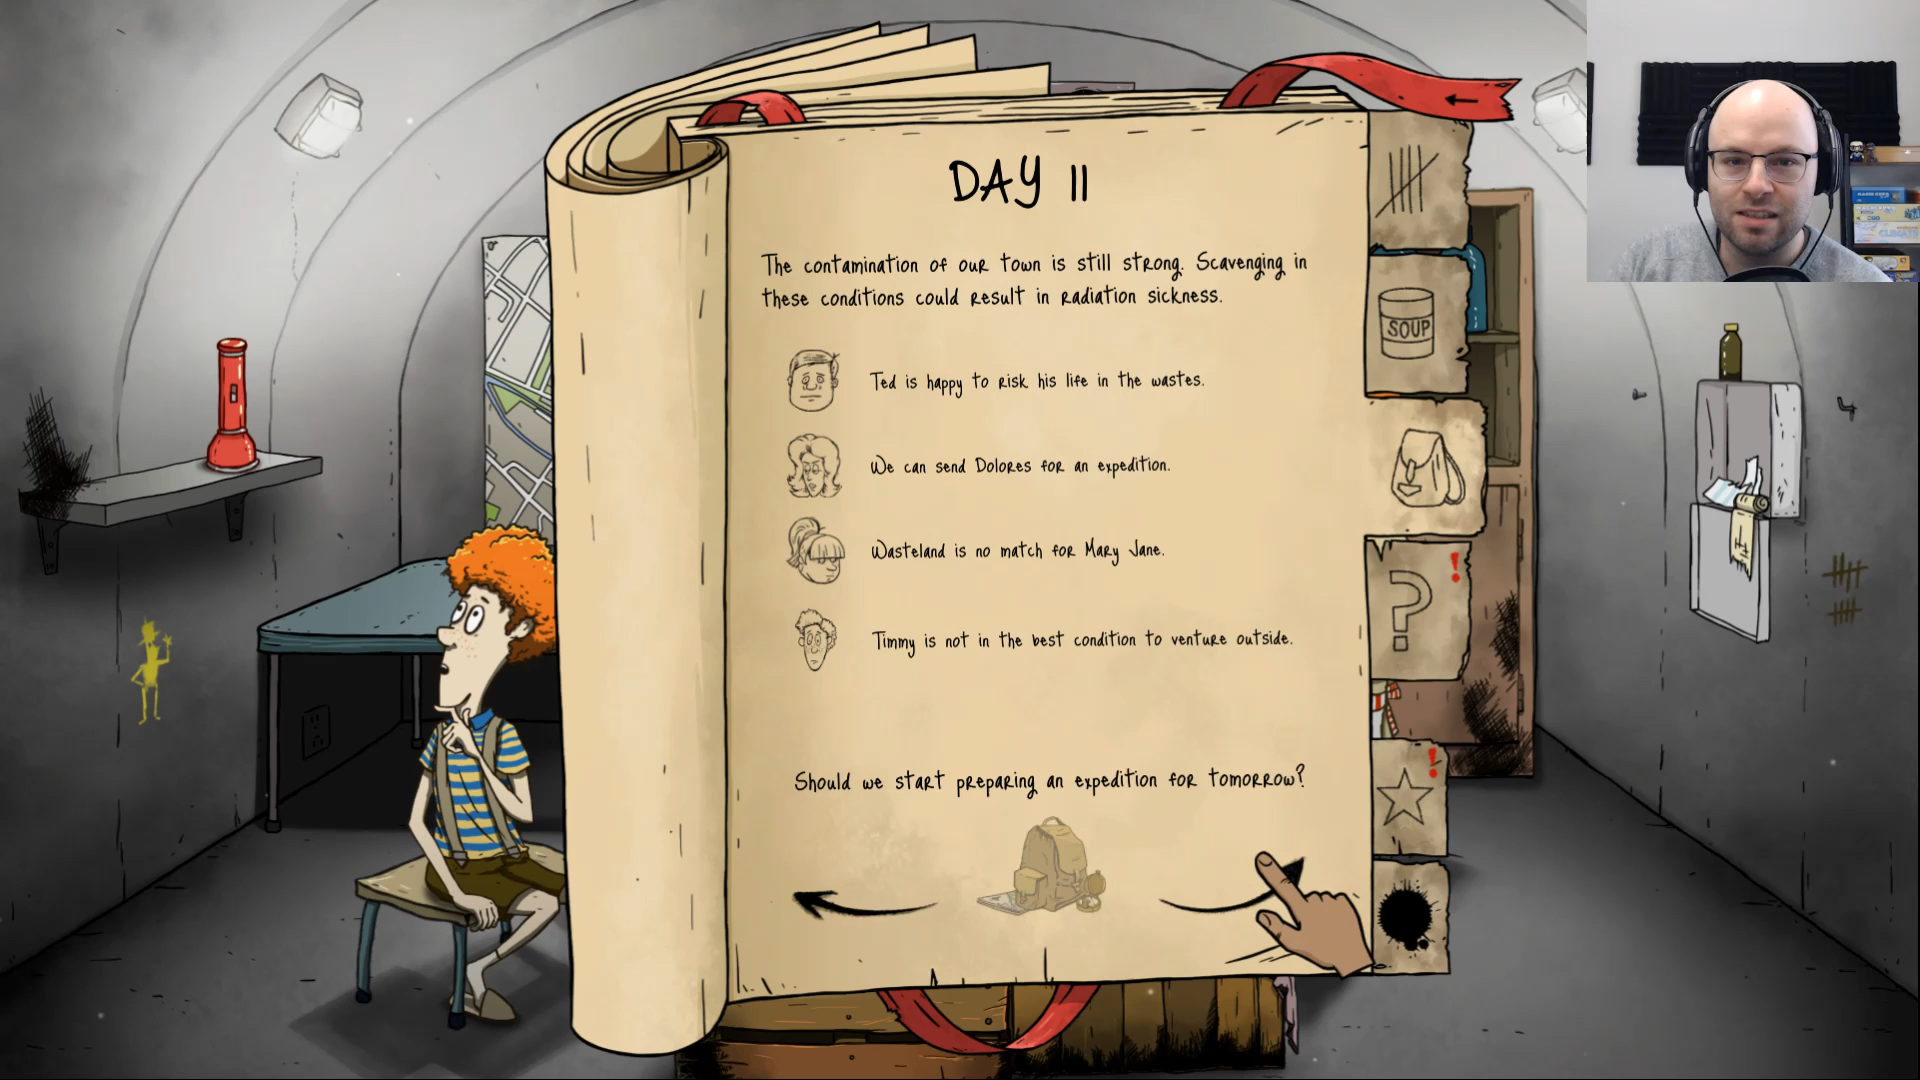 DAY 11
The contamination of our town is still strong. Scavenging in
these conditions could result in radiation sickness.
Ted is happy to risk his life in the wastes.
We can send Dolores for an expedition.
Wasteland is no match for Mary Jane.
Timmy is not in the best condition to venture outside.
Should we start preparing an expedition for tomorrow?
SOUP
?
!
!